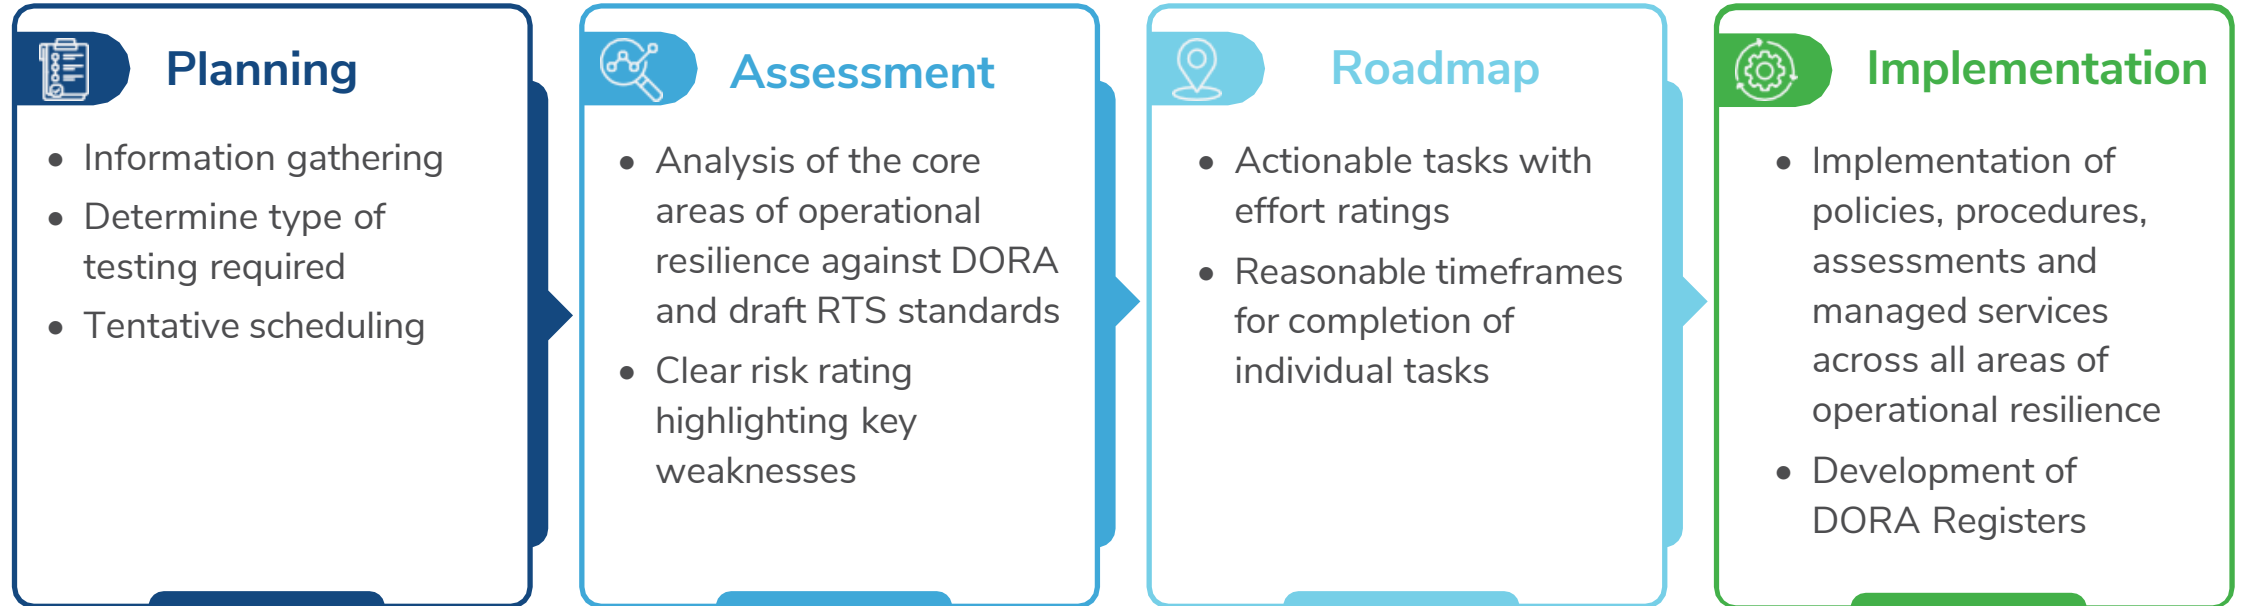 Planning
• Information gathering
• Determine type of
testing required
• Tentative scheduling
Assessment
• Analysis of the core
areas of operational
resilience against DORA
and draft RTS standards
• Clear risk rating
highlighting key
weaknesses
Roadmap
• Actionable tasks with
effort ratings
• Reasonable timeframes
for completion of
individual tasks
Implementation
• Implementation of
policies, procedures,
assessments and
managed services
across all areas of
operational resilience
• Development of
DORA Registers